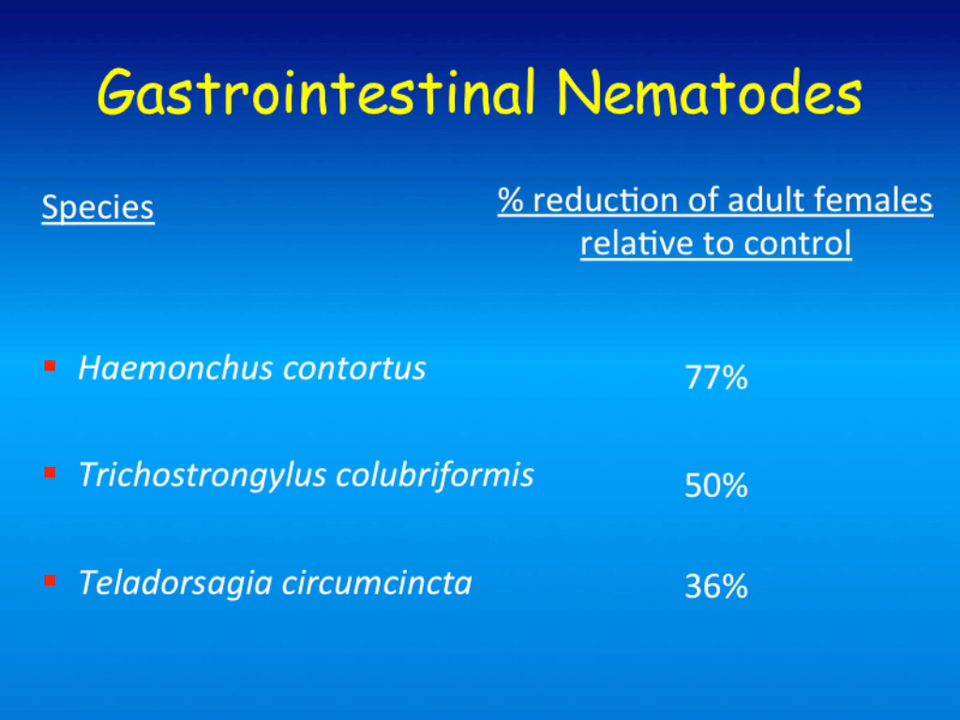 Gastrointestinal Nematodes
Species
% reduction of adult females
relative to control
Haemonchus contortus
77%
Trichostrongylus colubriformis
50%
Teladorsagia circumcincta
36%